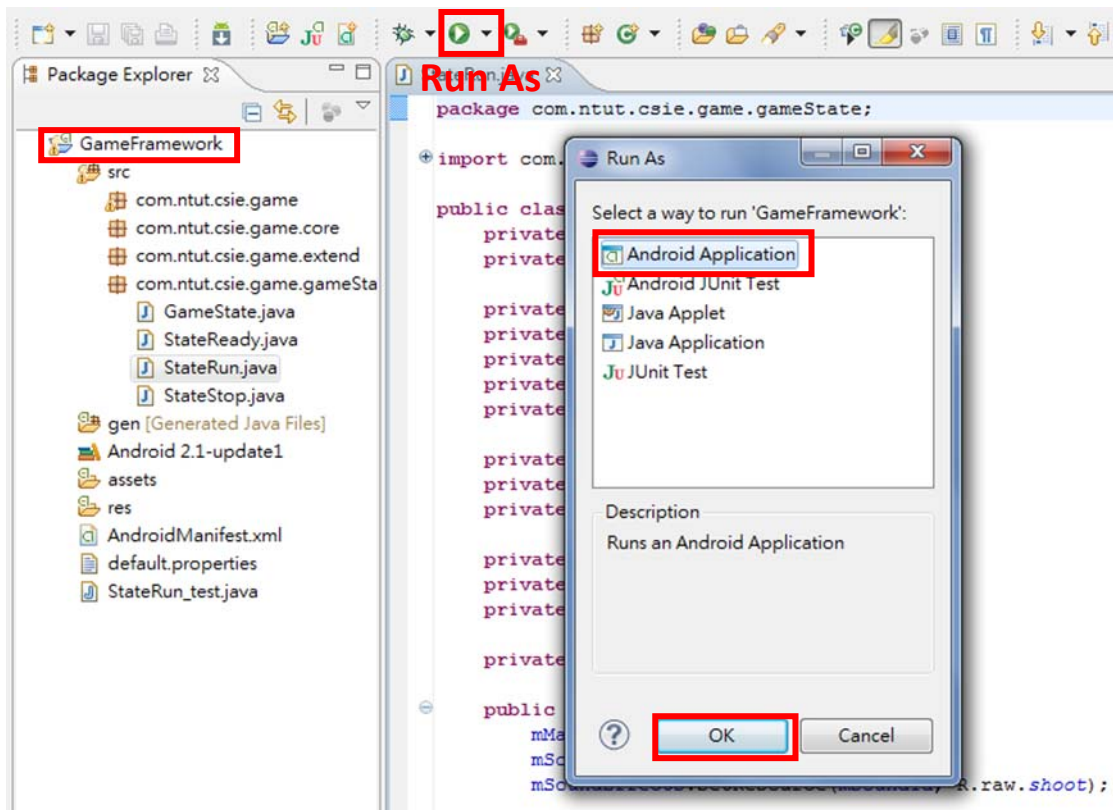 Run As
Package Explorer
StateRun.java
GameFramework
src
com.ntut.csie.game
com.ntut.csie.game.core
com.ntut.csie.game.extend
com.ntut.csie.game.gameSta
GameState.java
StateReady.java
StateRun.java
StateStop.java
gen [Generated Java Files]
Android 2.1-update1
assets
res
AndroidManifest.xml
default.properties
StateRun_test.java
package com.ntut.csie.game.gameState;
import com.
public clas
private
private
private
private
private
private
private
private
private
private
private
private
private
private
public
mMa
mSo
R.raw.shoot);
Run As
Select a way to run 'GameFramework':
Android Application
Android JUnit Test
Java Applet
Java Application
JUnit Test
Description
Runs an Android Application
OK
Cancel